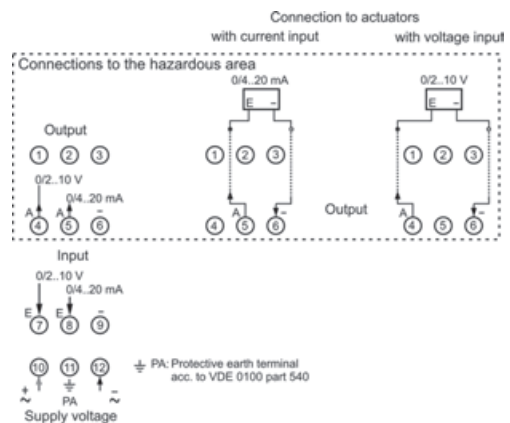 Connection to actuators
with current input
with voltage input
Connections to the hazardous area
0/4..20 mA
0/2..10 V
E –
E –
Output
1 2 3
1 2 3
1 2 3
0/2..10 V
0/4..20 mA
A A –
A –
Output
A –
4 5 6
4 5 6
4 5 6
Input
0/2..10 V
0/4..20 mA
E E –
7 8 9
10 11 12
PA: Protective earth terminal
acc. to VDE 0100 part 540
+ ~ PA – ~
Supply voltage